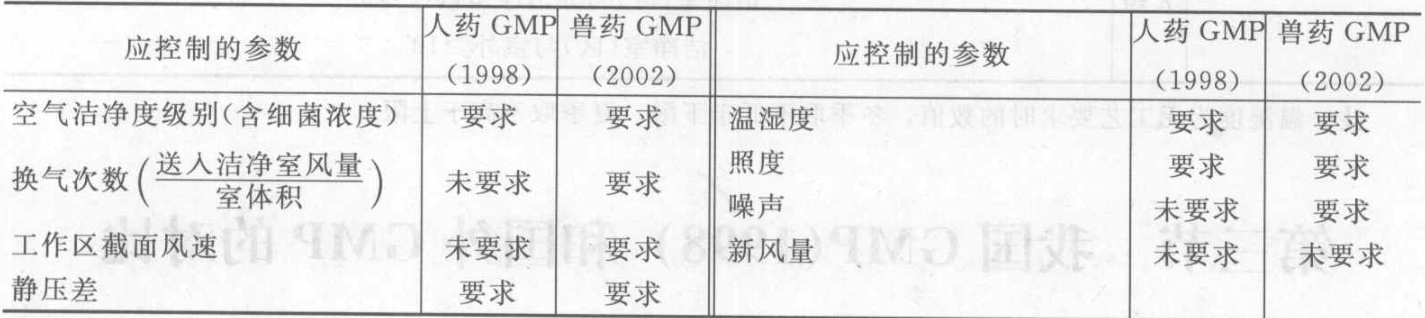 应控制的参数 人药 GMP (1998) 兽药 GMP (2002) 应控制的参数 人药 GMP (1998) 兽药 GMP (2002)
空气洁净度级别(含细菌浓度) 要求 要求 温湿度 要求 要求
换气次数(送入洁净室风量/室体积) 未要求 要求 照度 要求 要求
噪声 未要求 要求
工作区截面风速 未要求 要求 新风量 未要求 未要求
静压差 要求 要求